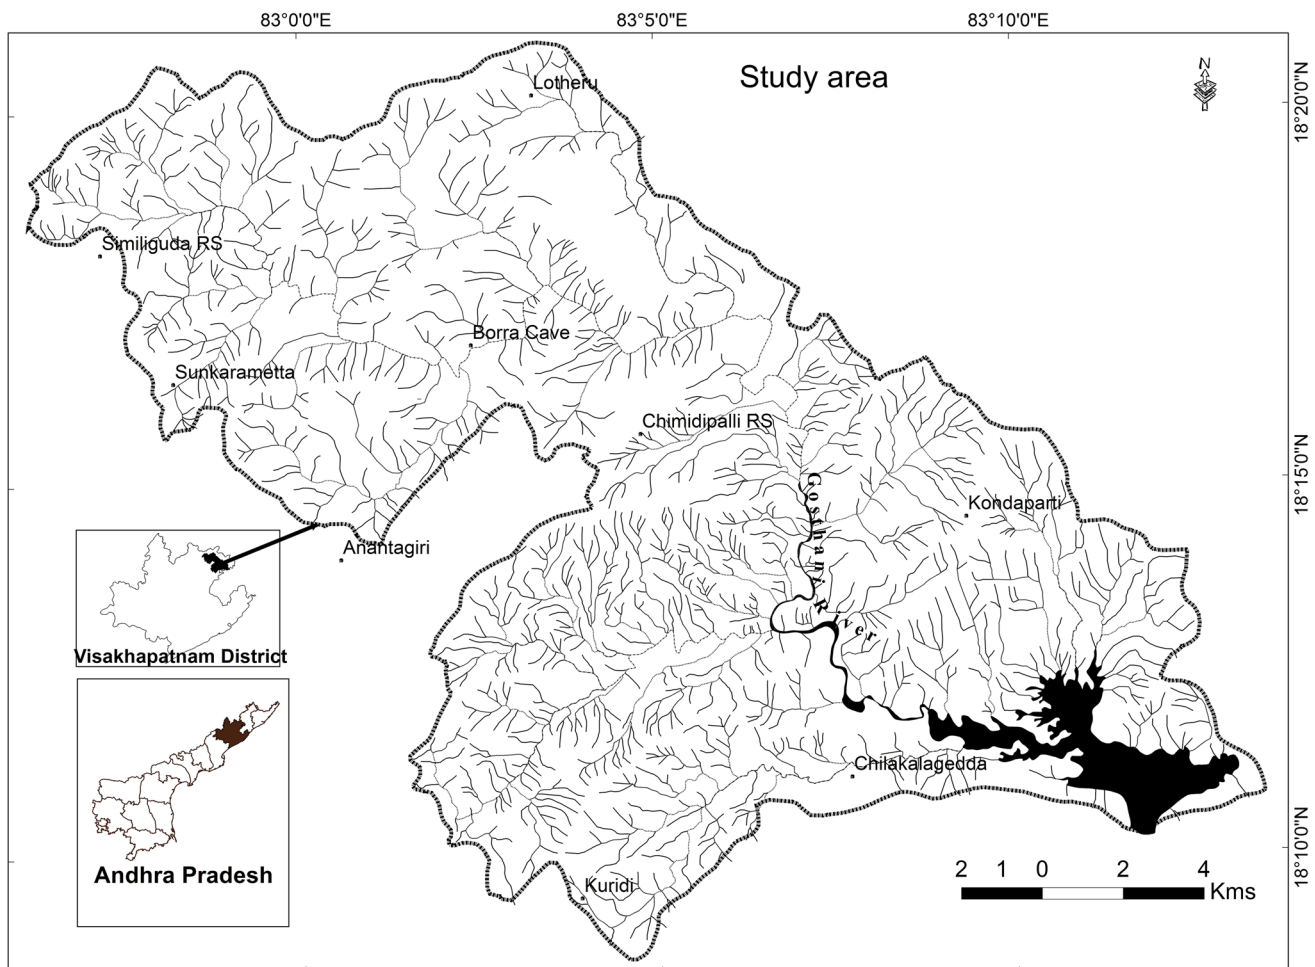 83°0'0"E
83°5'0"E
83°10'0"E
Study area
N
18°20'0"N
Lotheru
Similiguda RS
Borra Cave
Sunkarametta
Chimidipalli RS
18°15'0"N
Gosthani River
Kondaparti
Anantagiri
Visakhapatnam District
Chilakalagedda
18°10'0"N
Andhra Pradesh
Kuridi
2 1 0 2 4
Kms